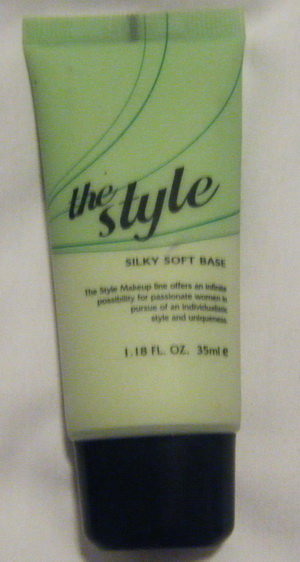 the
style
SILKY SOFT BASE
the Style Makeup line offers an infinite
possibility for passionate women in
pursue of an individualistic
style and uniqueness
1.18 FL. OZ. 35ml e